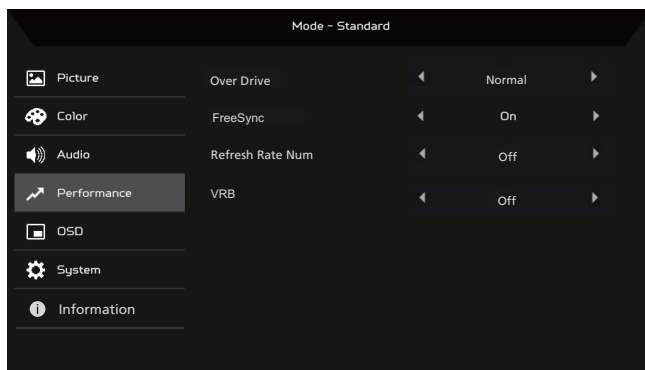 Mode - Standard
Picture
Over Drive Normal
Color
FreeSync On
Audio
Refresh Rate Num Off
Performance
VRB Off
OSD
System
Information